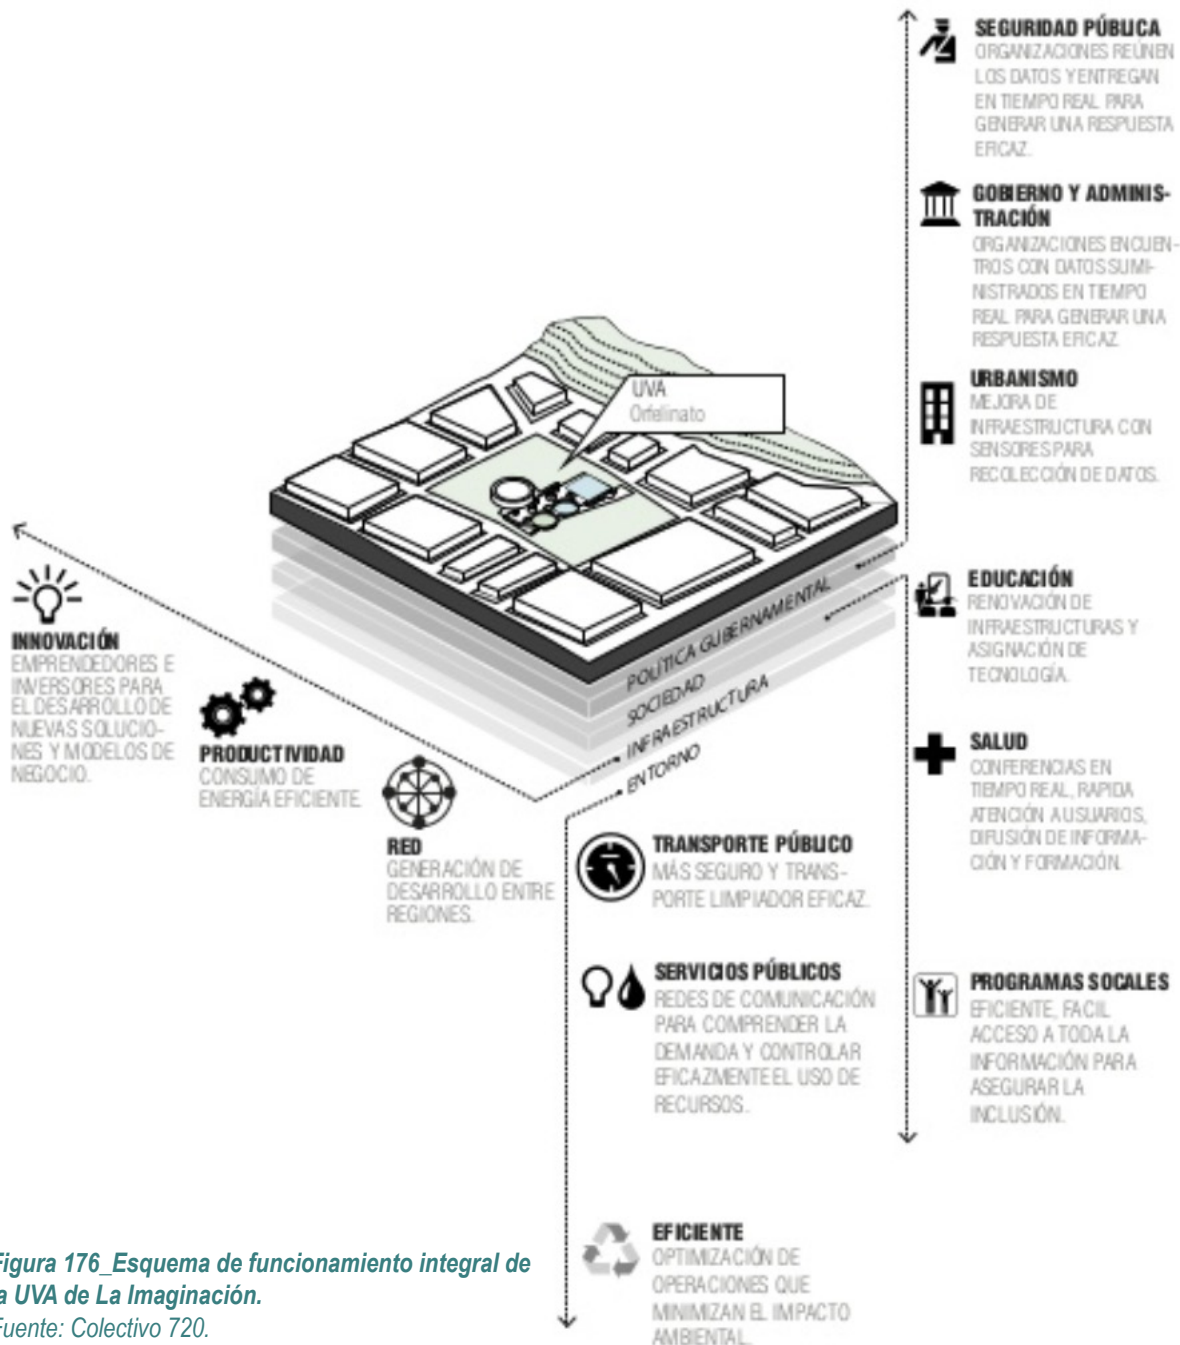 SEGURIDAD PÚBLICA
ORGANIZACIONES REÚNEN
LOS DATOS Y ENTREGAN
EN TIEMPO REAL PARA
GENERAR UNA RESPUESTA
EFICAZ.
GOBIERNO Y ADMINIS-
TRACIÓN
ORGANIZACIONES ENCUEN-
TROS CON DATOS SUMI-
NISTRADOS EN TIEMPO
REAL PARA GENERAR UNA
RESPUESTA EFICAZ
URBANISMO
MEJORA DE
INFRAESTRUCTURA CON
SENSORES PARA
RECOLECCIÓN DE DATOS.
UVA
Orfelinato
EDUCACIÓN
RENOVACIÓN DE
INFRAESTRUCTURAS Y
ASIGNACIÓN DE
TECNOLOGÍA.
POLÍTICA GUBERNAMENTAL
SOCIEDAD
INFRAESTRUCTURA
ENTORNO
INNOVACIÓN
EMPRENDEDORES E
INVERSORES PARA
EL DESARROLLO DE
NUEVAS SOLUCIO-
NES Y MODELOS DE
NEGOCIO.
PRODUCTIVIDAD
CONSUMO DE
ENERGÍA EFICIENTE.
RED
GENERACIÓN DE
DESARROLLO ENTRE
REGIONES.
SALUD
CONFERENCIAS EN
TIEMPO REAL, RAPIDA
ATENCIÓN A USUARIOS,
DIFUSIÓN DE INFORMA-
CIÓN Y FORMACIÓN.
TRANSPORTE PÚBLICO
MÁS SEGURO Y TRANS-
PORTE LIMPIADOR EFICAZ.
SERVICIOS PÚBLICOS
REDES DE COMUNICACIÓN
PARA COMPRENDER LA
DEMANDA Y CONTROLAR
EFICAZMENTE EL USO DE
RECURSOS.
PROGRAMAS SOCALES
EFICIENTE, FACIL
ACCESO A TODA LA
INFORMACIÓN PARA
ASEGURAR LA
INCLUSIÓN.
EFICIENTE
OPTIMIZACIÓN DE
OPERACIONES QUE
MINIMIZAN EL IMPACTO
AMBIENTAL.
Figura 176_Esquema de funcionamiento integral de
la UVA de La Imaginación.
Fuente: Colectivo 720.